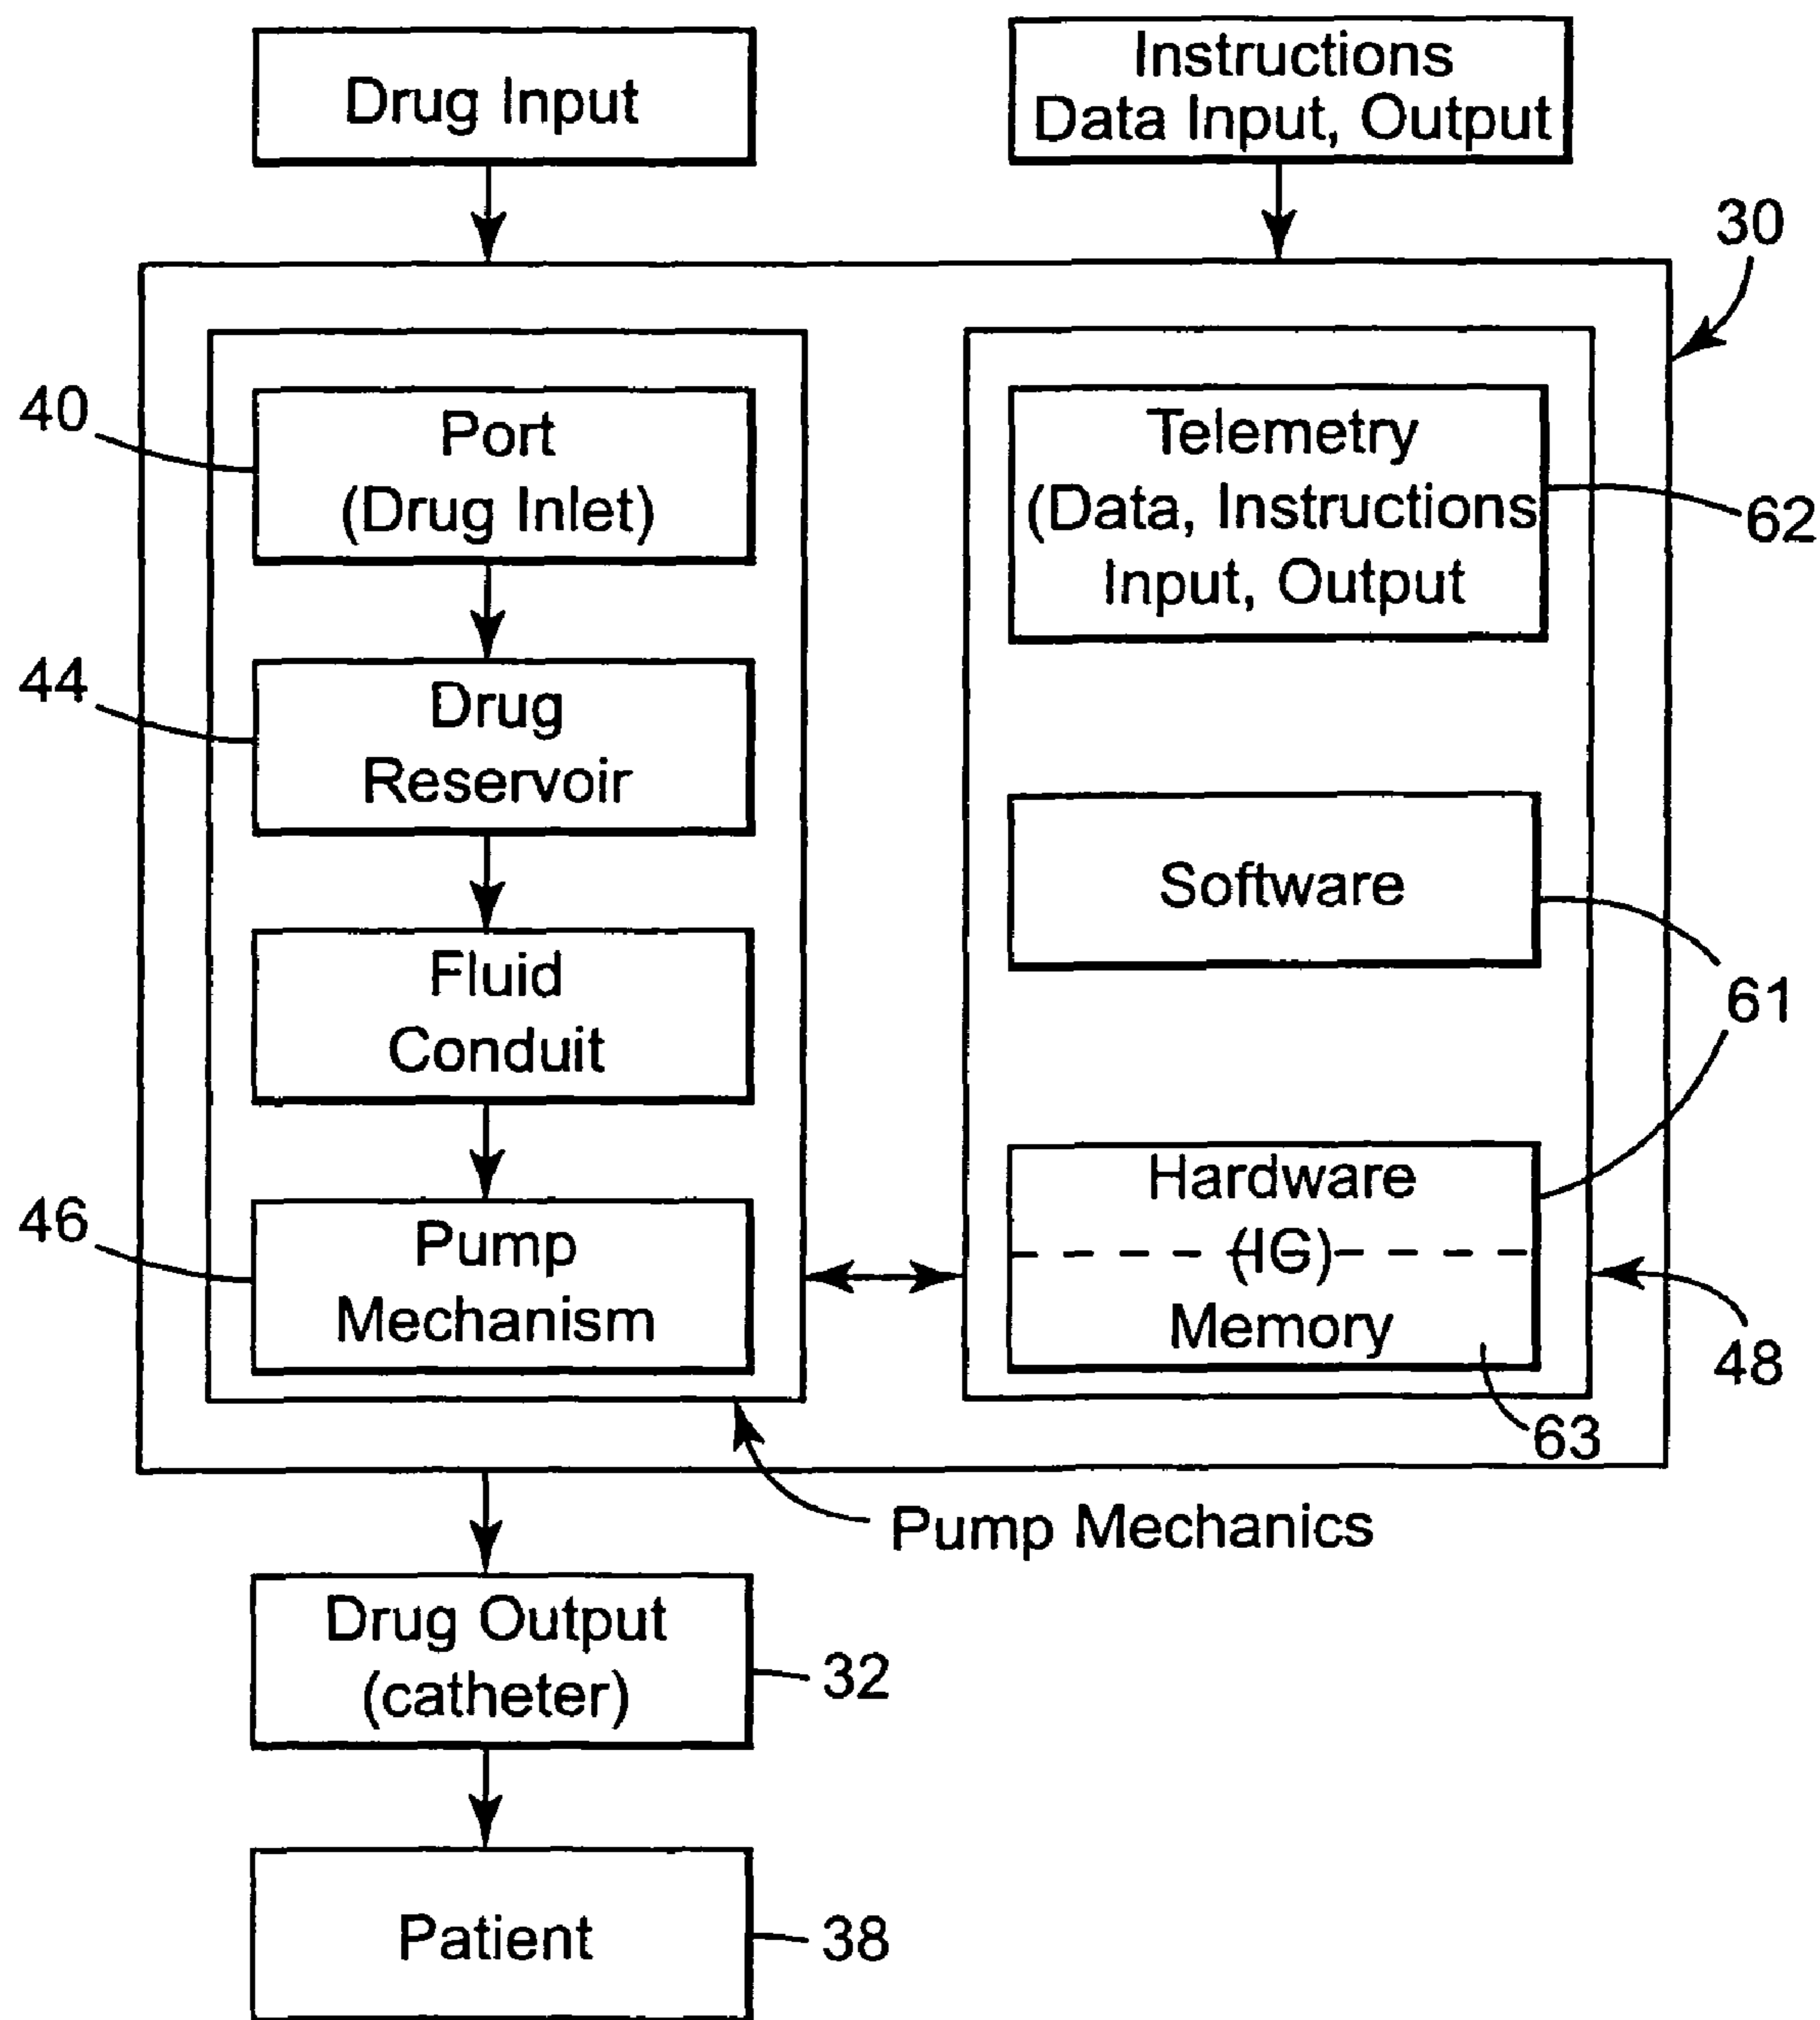 Drug Input
Instructions
Data Input, Output
30
40
Port
(Drug Inlet)
Telemetry
(Data, Instructions
Input, Output
62
44
Drug
Reservoir
Software
61
Fluid
Conduit
46
Pump
Mechanism
Hardware
(IG)
Memory
48
63
Pump Mechanics
Drug Output
(catheter)
32
Patient
38